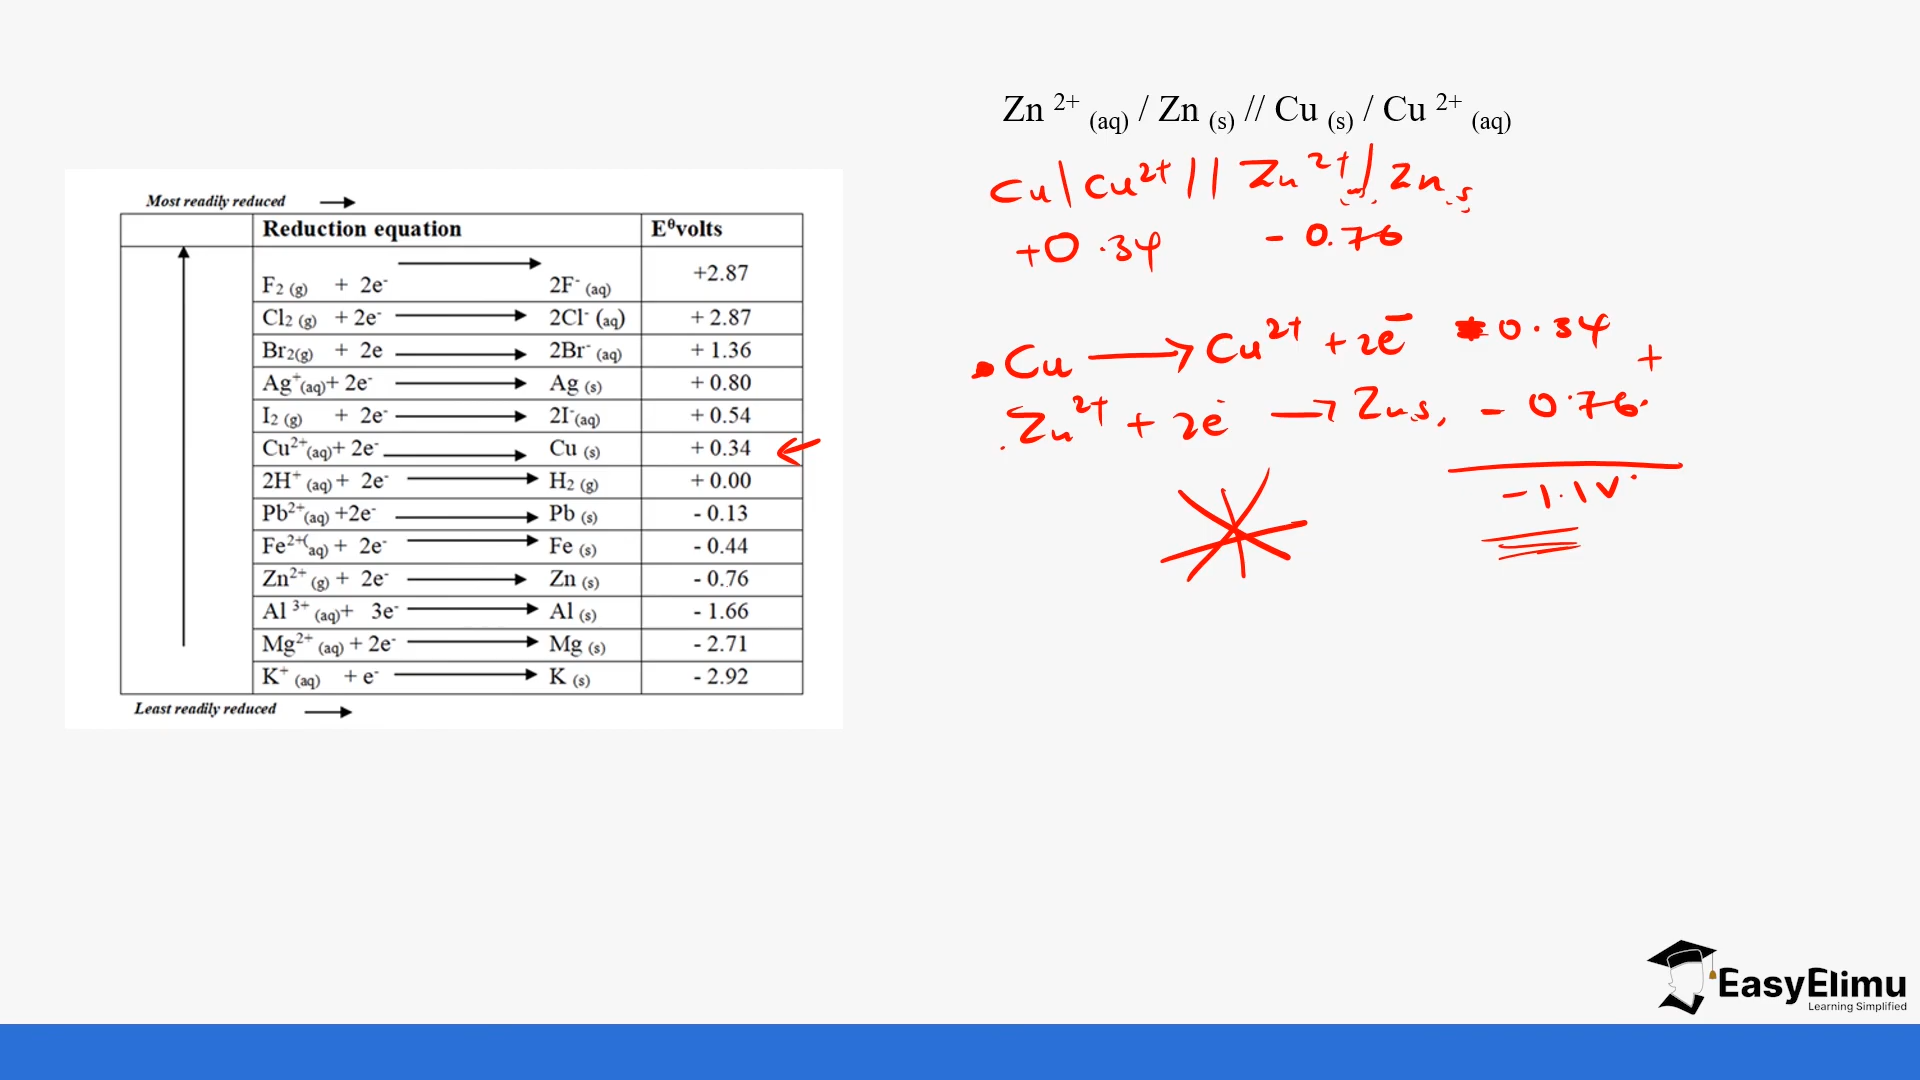 Zn 2+ (aq) / Zn (s) // Cu (s) / Cu 2+ (aq)
Cu | Cu2+ || Zn 2+ | Zn s
+0.34 - 0.76
Cu → Cu2+ + 2e- 0.34
+
Zn 2+ + 2e- → Zn s, - 0.76
-1.1V
Most readily reduced →
Reduction equation Eθvolts
F2 (g) + 2e- → 2F- (aq) +2.87
Cl2 (g) + 2e- → 2Cl- (aq) + 2.87
Br2(g) + 2e → 2Br- (aq) + 1.36
Ag+(aq)+ 2e- → Ag (s) + 0.80
I2 (g) + 2e- → 2I-(aq) + 0.54
Cu2+(aq)+ 2e- → Cu (s) + 0.34
2H+ (aq) + 2e- → H2 (g) + 0.00
Pb2+(aq) +2e- → Pb (s) - 0.13
Fe2+(aq) + 2e- → Fe (s) - 0.44
Zn2+ (g) + 2e- → Zn (s) - 0.76
Al 3+ (aq)+ 3e- → Al (s) - 1.66
Mg2+ (aq) + 2e- → Mg (s) - 2.71
K+ (aq) + e- → K (s) - 2.92
Least readily reduced →
EasyElimu
Learning Simplified